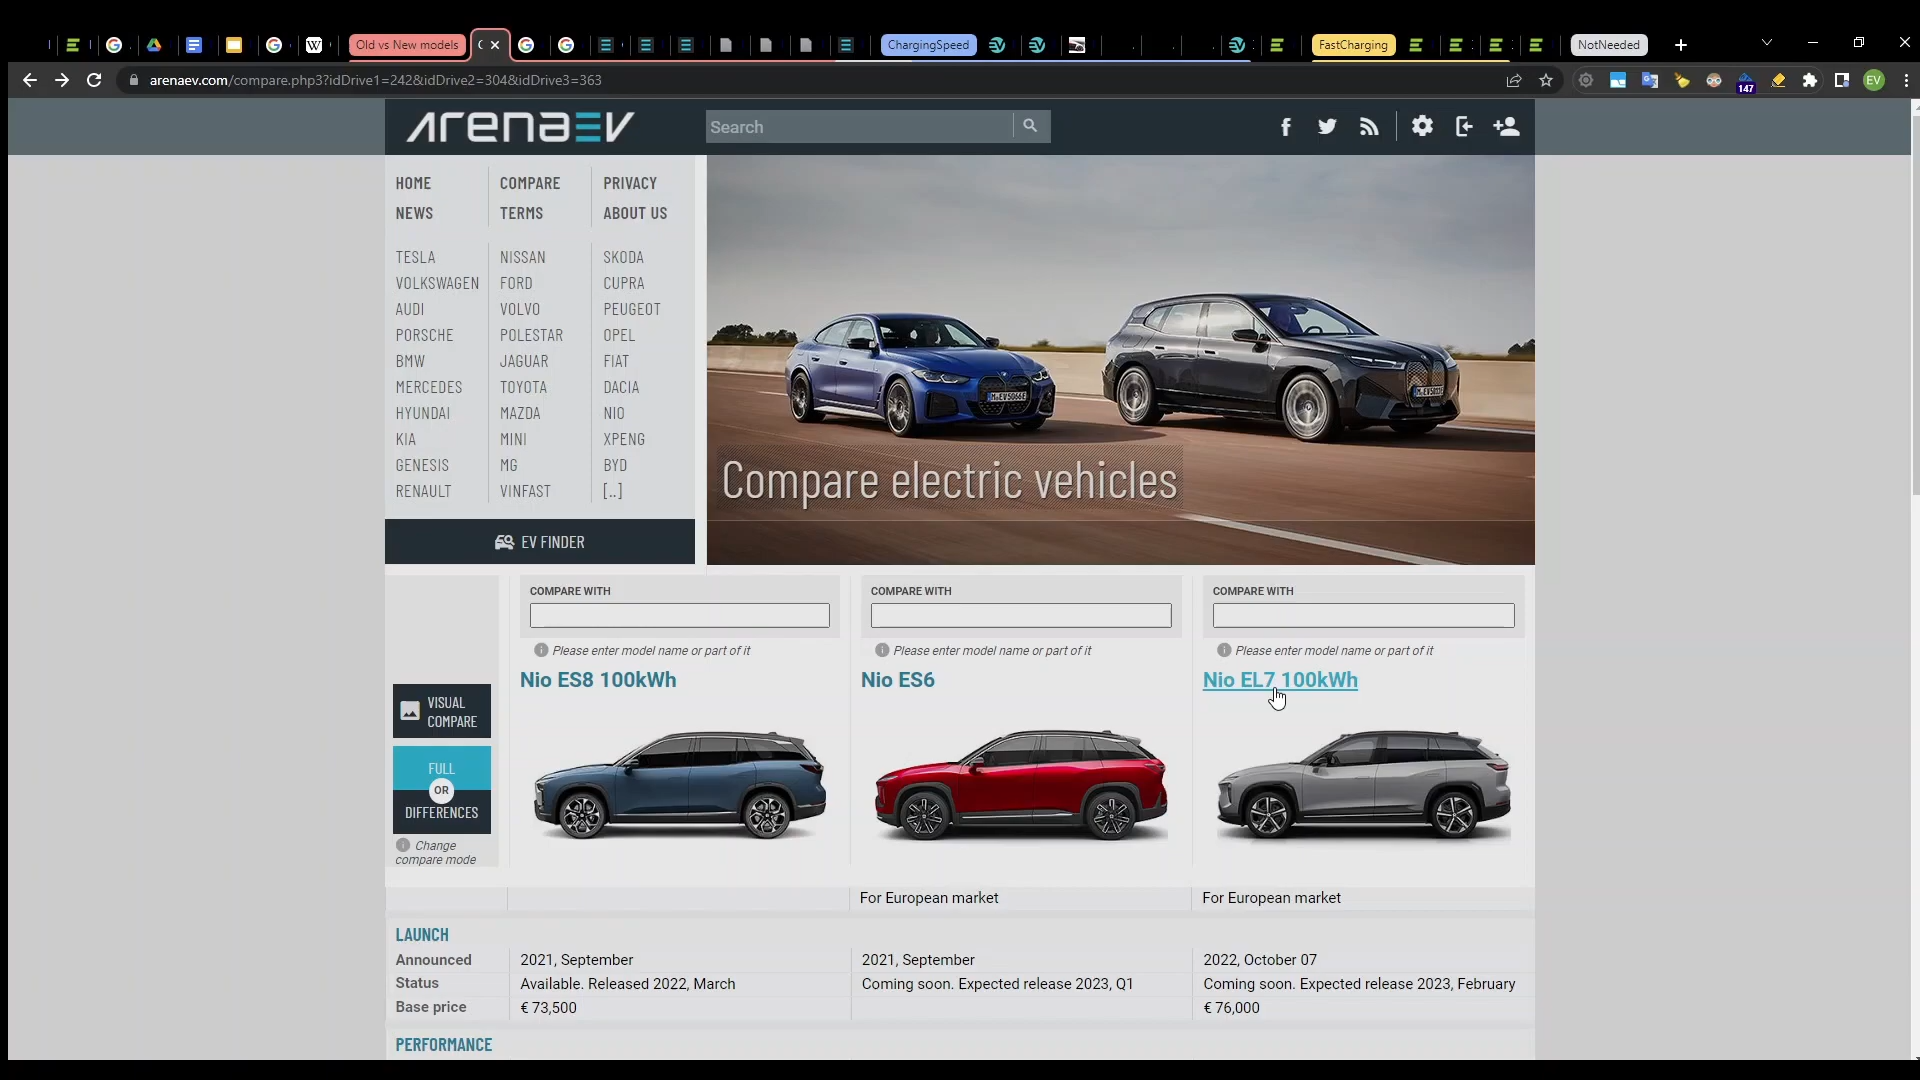 Old vs New models
ChargingSpeed
FastCharging
NotNeeded
arenaev.com/compare.php3?idDrive1=242&idDrive2=304&idDrive3=363
147
EV
arenaEV
Search
HOME
COMPARE
PRIVACY
NEWS
TERMS
ABOUT US
TESLA
NISSAN
SKODA
VOLKSWAGEN
FORD
CUPRA
AUDI
VOLVO
PEUGEOT
PORSCHE
POLESTAR
OPEL
BMW
JAGUAR
FIAT
MERCEDES
TOYOTA
DACIA
HYUNDAI
MAZDA
NIO
KIA
MINI
XPENG
GENESIS
MG
BYD
RENAULT
VINFAST
[..]
EV FINDER
Compare electric vehicles
COMPARE WITH
COMPARE WITH
COMPARE WITH
Please enter model name or part of it
Please enter model name or part of it
Please enter model name or part of it
Nio ES8 100kWh
Nio ES6
Nio EL7 100kWh
VISUAL
COMPARE
FULL
OR
DIFFERENCES
Change
compare mode
For European market
For European market
LAUNCH
Announced
2021, September
2021, September
2022, October 07
Status
Available. Released 2022, March
Coming soon. Expected release 2023, Q1
Coming soon. Expected release 2023, February
Base price
€ 73,500
€ 76,000
PERFORMANCE